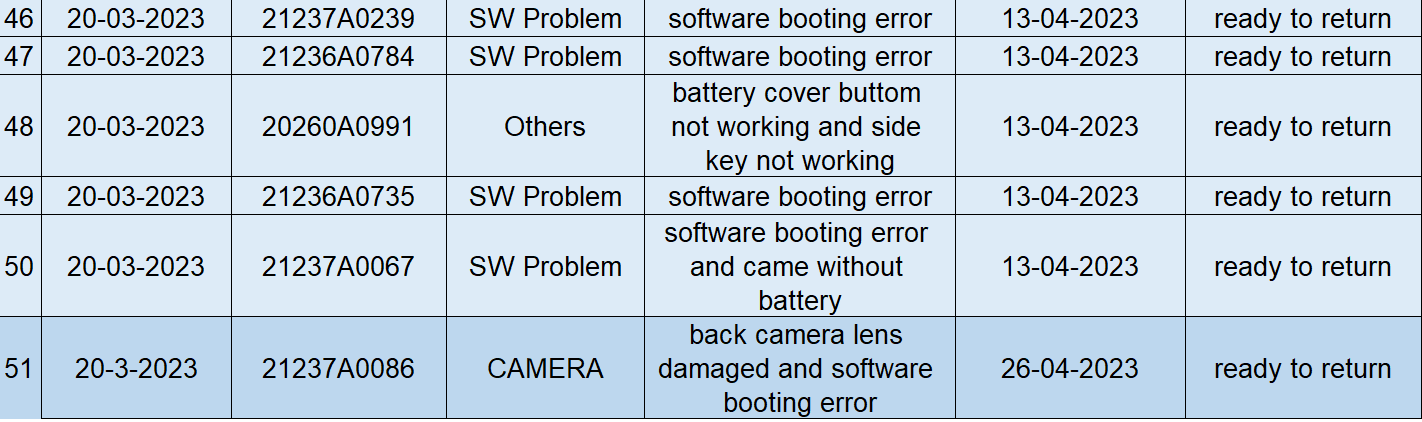 46 20-03-2023 21237A0239 SW Problem software booting error 13-04-2023 ready to return
47 20-03-2023 21236A0784 SW Problem software booting error 13-04-2023 ready to return
48 20-03-2023 20260A0991 Others battery cover buttom
not working and side
key not working 13-04-2023 ready to return
49 20-03-2023 21236A0735 SW Problem software booting error 13-04-2023 ready to return
50 20-03-2023 21237A0067 SW Problem software booting error
and came without
battery 13-04-2023 ready to return
51 20-3-2023 21237A0086 CAMERA back camera lens
damaged and software
booting error 26-04-2023 ready to return